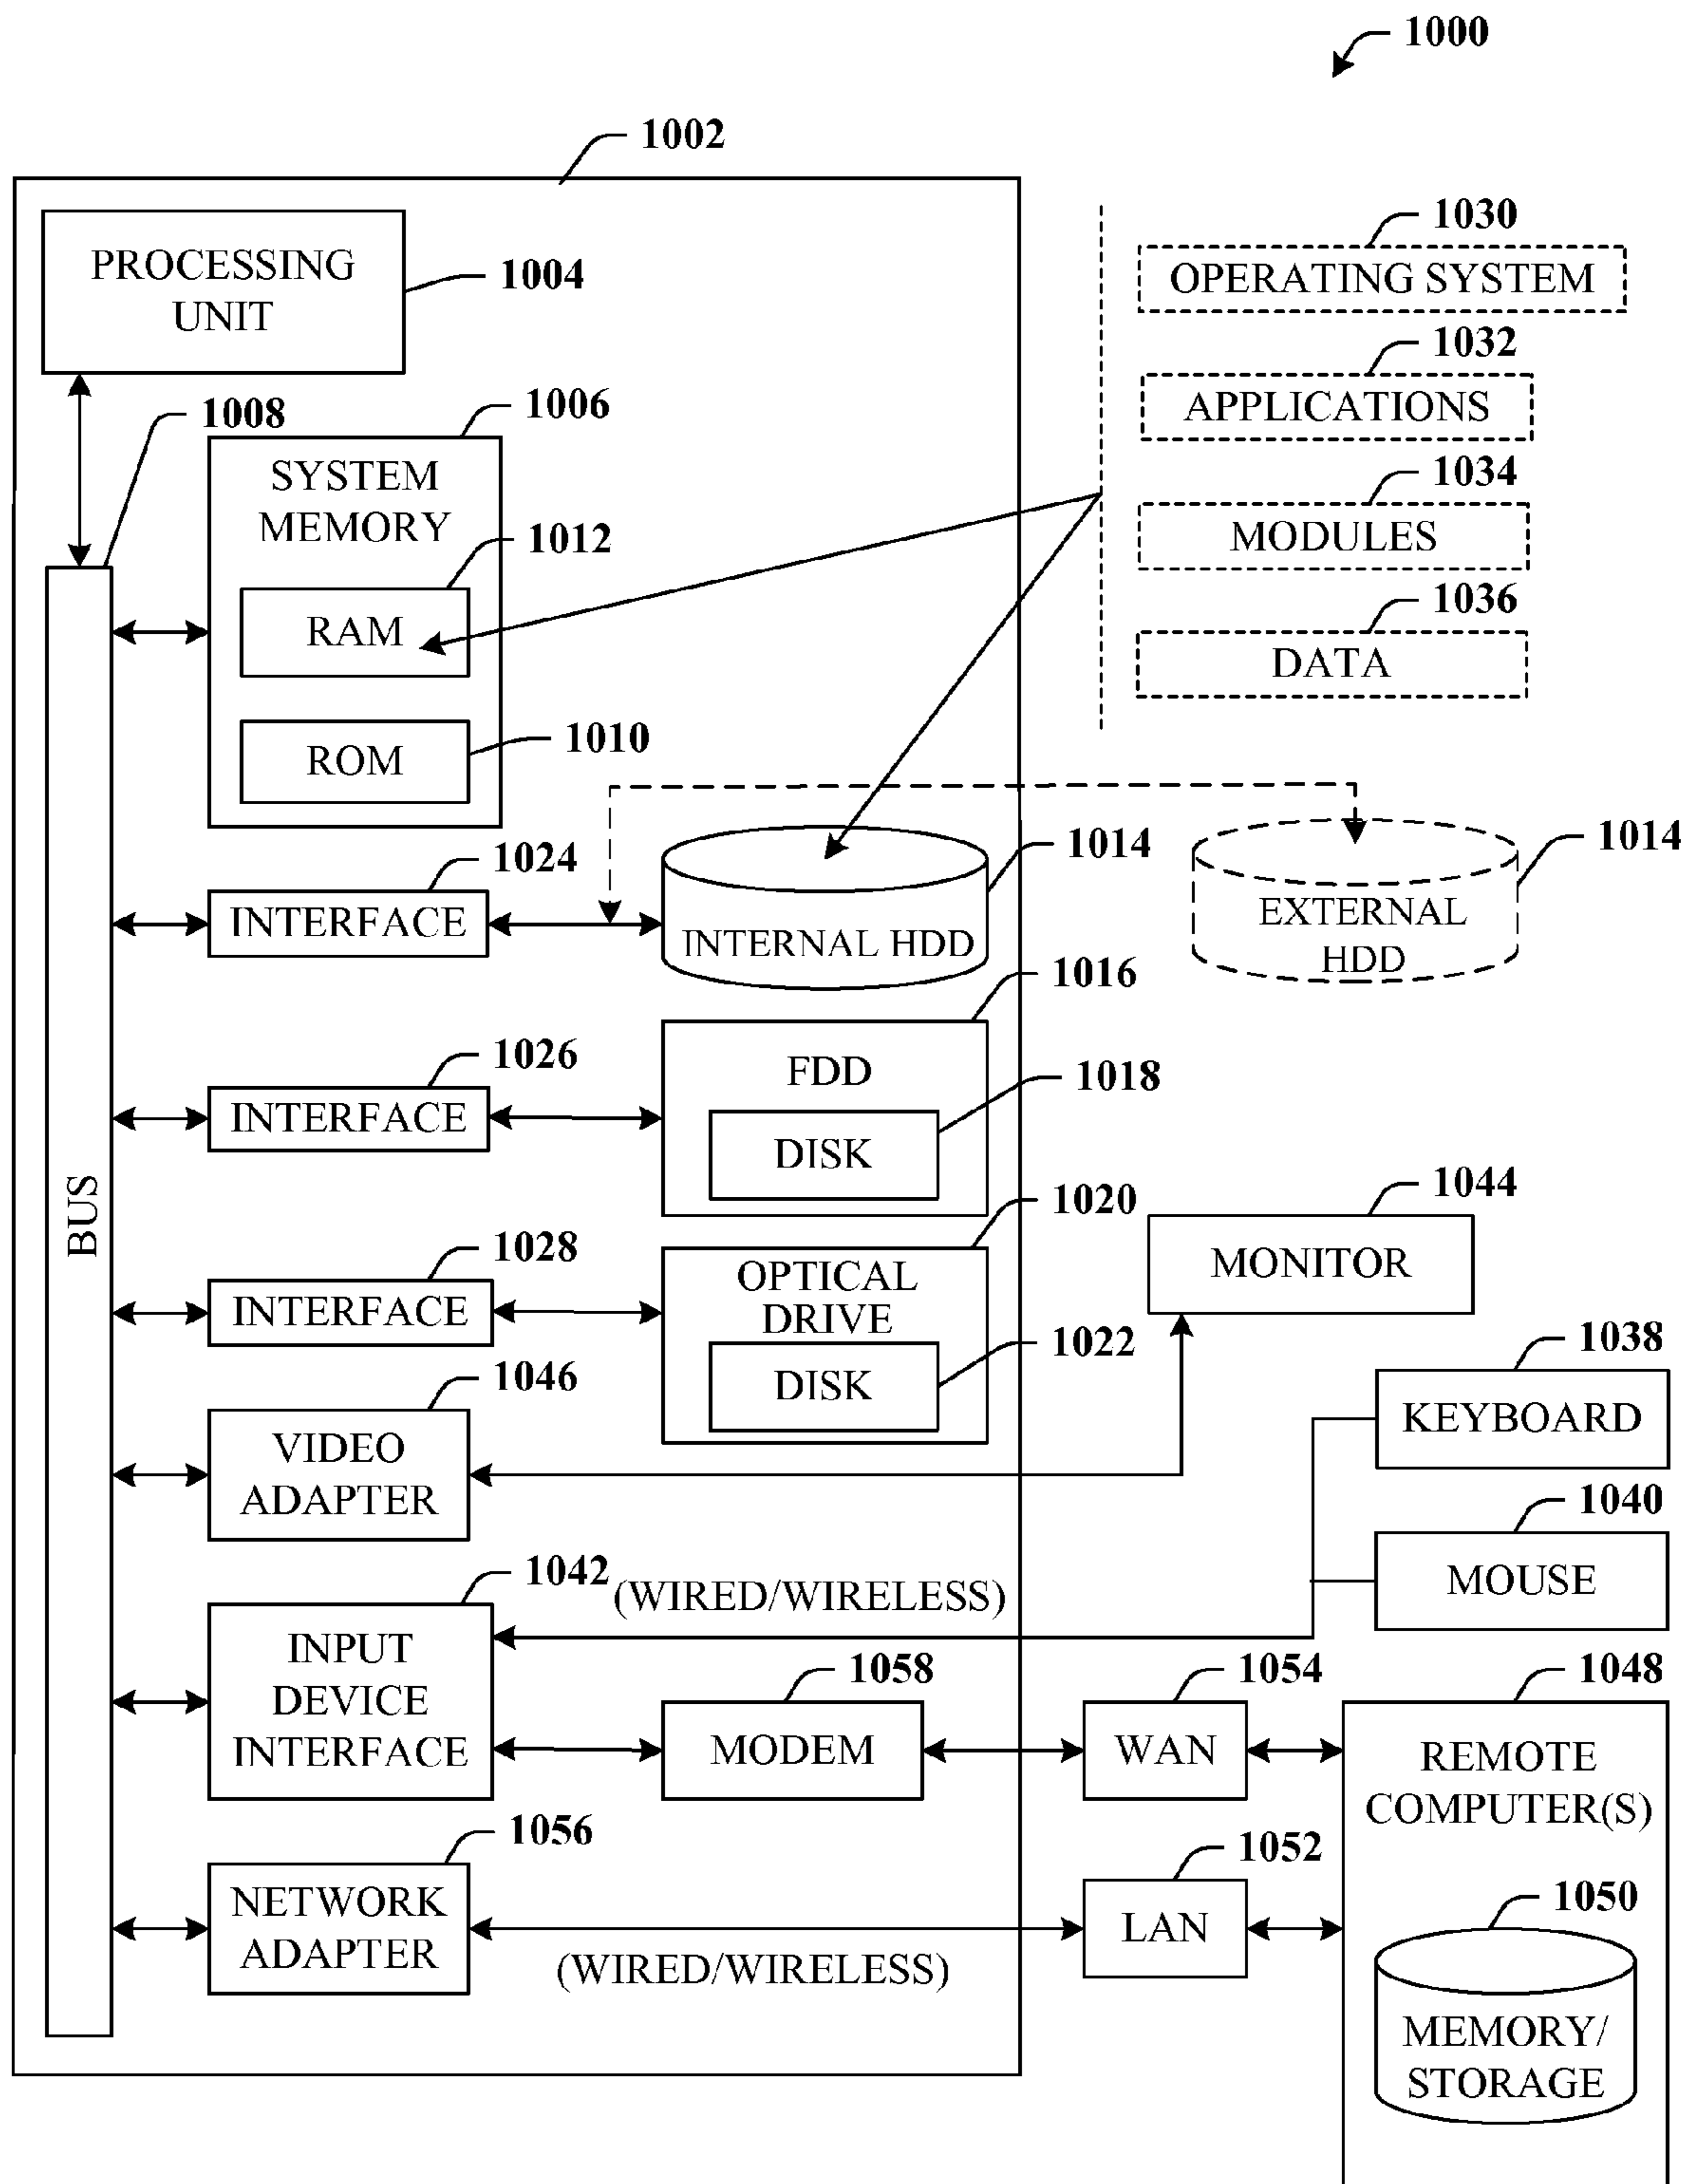 1000
1002
PROCESSING
UNIT
1004
1030
OPERATING SYSTEM
1032
APPLICATIONS
1034
MODULES
1036
DATA
1008
1006
SYSTEM
MEMORY
1012
RAM
1010
ROM
1024
INTERFACE
1014
INTERNAL HDD
1014
EXTERNAL
HDD
1026
INTERFACE
1016
FDD
1018
DISK
BUS
1028
INTERFACE
1020
OPTICAL
DRIVE
1022
DISK
1044
MONITOR
1046
VIDEO
ADAPTER
1038
KEYBOARD
1040
MOUSE
1042
(WIRED/WIRELESS)
INPUT
DEVICE
INTERFACE
1058
MODEM
1054
WAN
1048
REMOTE
COMPUTER(S)
1056
NETWORK
ADAPTER
(WIRED/WIRELESS)
1052
LAN
1050
MEMORY/
STORAGE